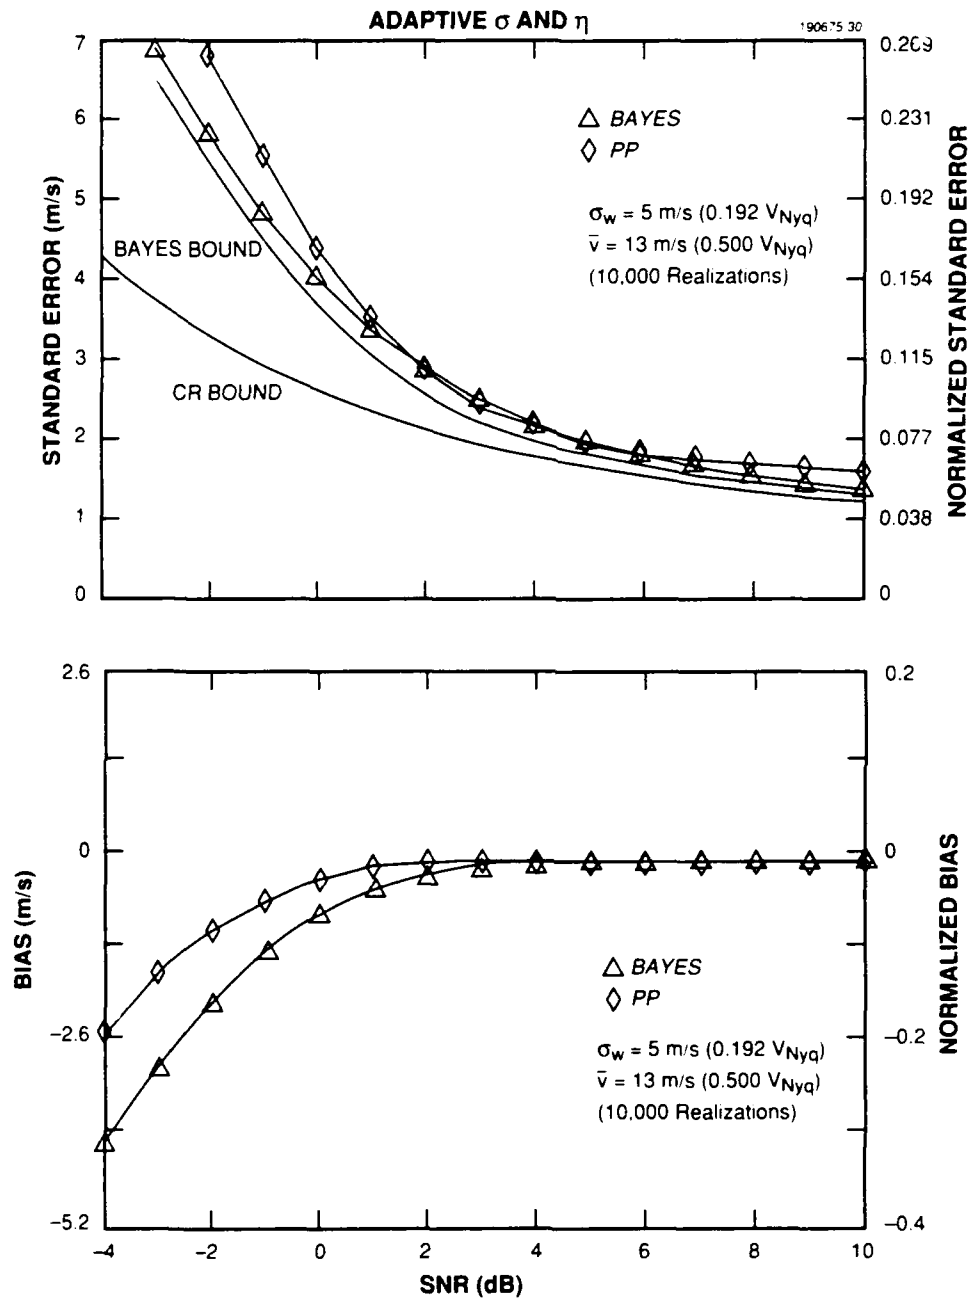 ADAPTIVE σ AND η
190675-30
7
6
5
4
3
2
1
0
STANDARD ERROR (m/s)
BAYES BOUND
CR BOUND
BAYES
PP
σw = 5 m/s (0.192 VNyq)
v̄ = 13 m/s (0.500 VNyq)
(10,000 Realizations)
0.269
0.231
0.192
0.154
0.115
0.077
0.038
0
NORMALIZED STANDARD ERROR
2.6
0
–2.6
–5.2
BIAS (m/s)
BAYES
PP
σw = 5 m/s (0.192 VNyq)
v̄ = 13 m/s (0.500 VNyq)
(10,000 Realizations)
0.2
0
–0.2
–0.4
NORMALIZED BIAS
–4 –2 0 2 4 6 8 10
SNR (dB)